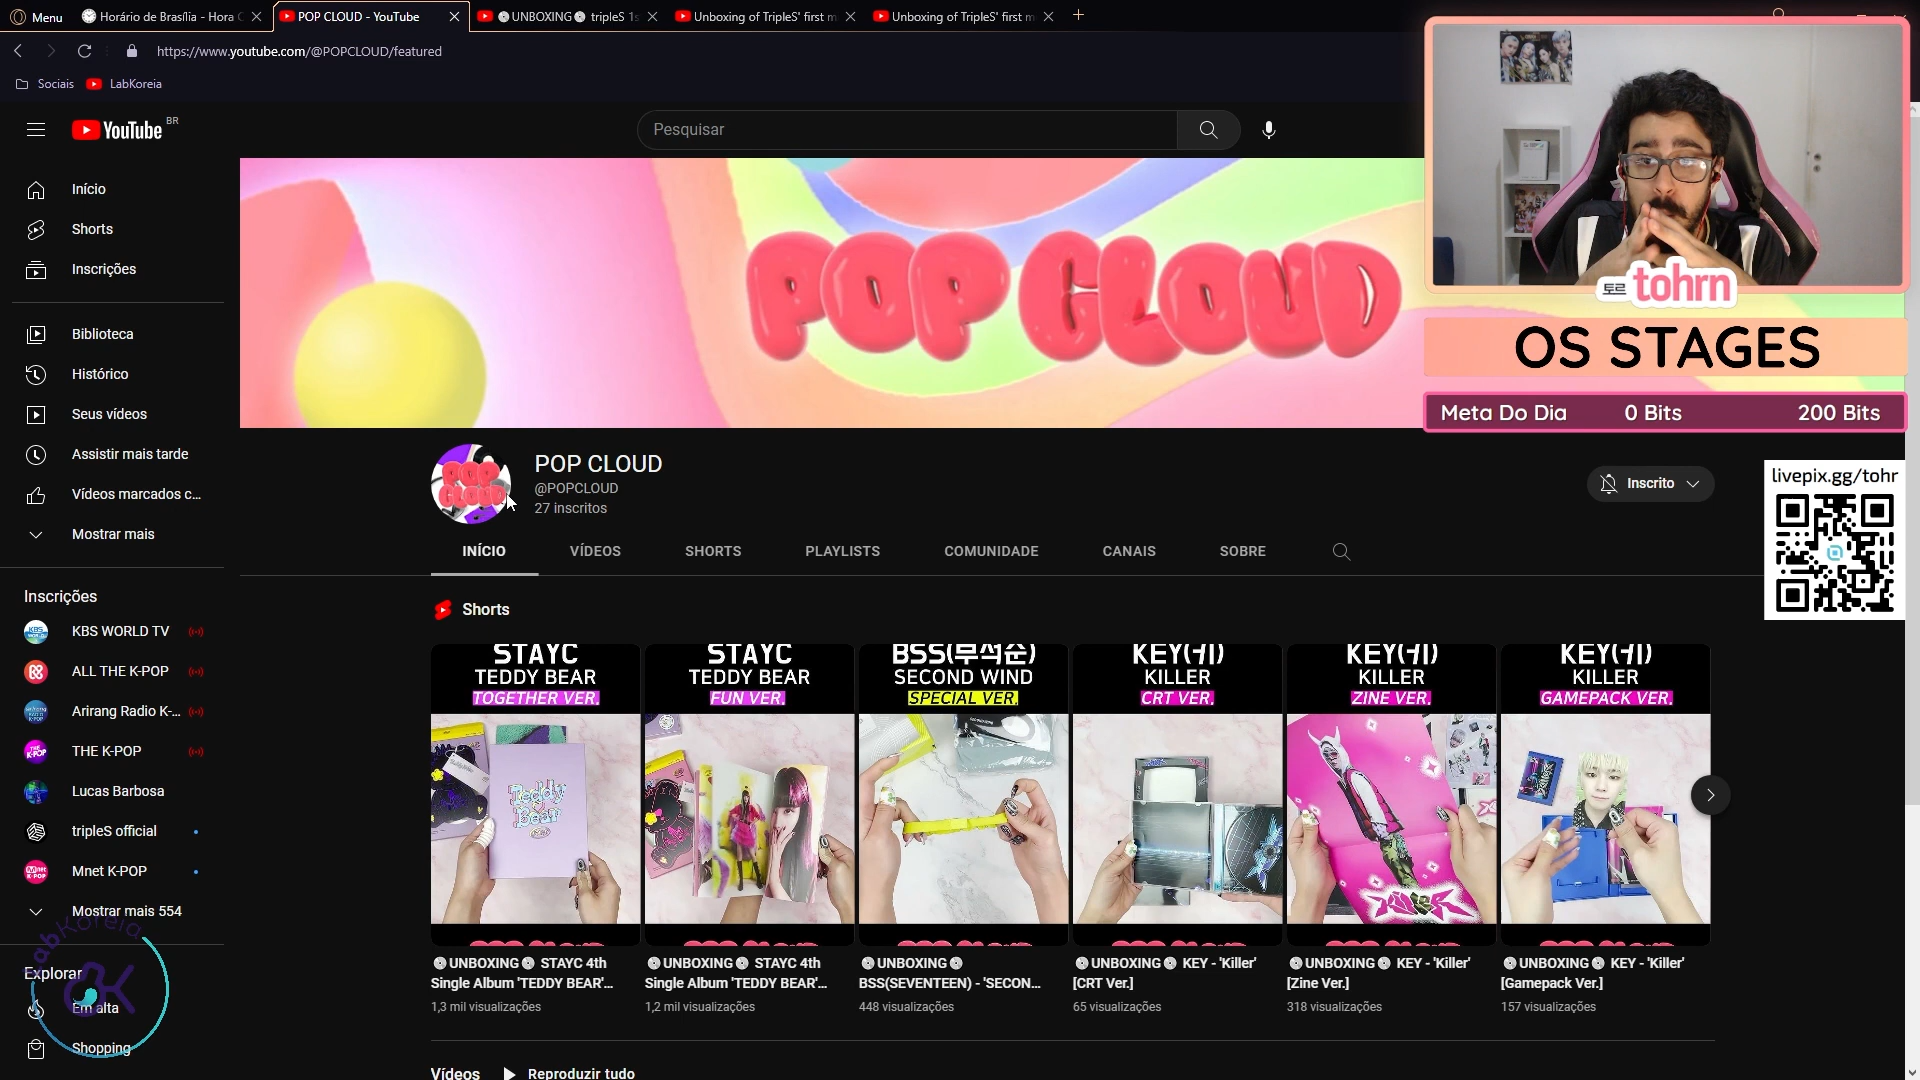 Menu
Horário de Brasília - Hora C
POP CLOUD - YouTube
UNBOXING tripleS 1s
Unboxing of TripleS' first m
Unboxing of TripleS' first m
https://www.youtube.com/@POPCLOUD/featured
Sociais
LabKoreia
YouTube BR
Pesquisar
Início
Shorts
Inscrições
Biblioteca
Histórico
Seus vídeos
Assistir mais tarde
Vídeos marcados c...
Mostrar mais
Inscrições
KBS WORLD TV
ALL THE K-POP
Arirang Radio K-...
THE K-POP
Lucas Barbosa
tripleS official
Mnet K-POP
Mostrar mais 554
Explorar
Em alta
Shopping
LabKoreia
POP CLOUD
POP CLOUD
POP CLOUD
@POPCLOUD
27 inscritos
Inscrito
INÍCIO
VÍDEOS
SHORTS
PLAYLISTS
COMUNIDADE
CANAIS
SOBRE
Shorts
STAYC
TEDDY BEAR
TOGETHER VER.
Teddy Bear
STAYC
TEDDY BEAR
FUN VER.
BSS(부석순)
SECOND WIND
SPECIAL VER.
KEY(키)
KILLER
CRT VER.
KEY(키)
KILLER
ZINE VER.
KILLER
KEY(키)
KILLER
GAMEPACK VER.
UNBOXING STAYC 4th
Single Album 'TEDDY BEAR'...
1,3 mil visualizações
UNBOXING STAYC 4th
Single Album 'TEDDY BEAR'...
1,2 mil visualizações
UNBOXING
BSS(SEVENTEEN) - 'SECON...
448 visualizações
UNBOXING KEY - 'Killer'
[CRT Ver.]
65 visualizações
UNBOXING KEY - 'Killer'
[Zine Ver.]
318 visualizações
UNBOXING KEY - 'Killer'
[Gamepack Ver.]
157 visualizações
Vídeos
Reproduzir tudo
토르 tohrn
OS STAGES
Meta Do Dia 0 Bits 200 Bits
livepix.gg/tohr